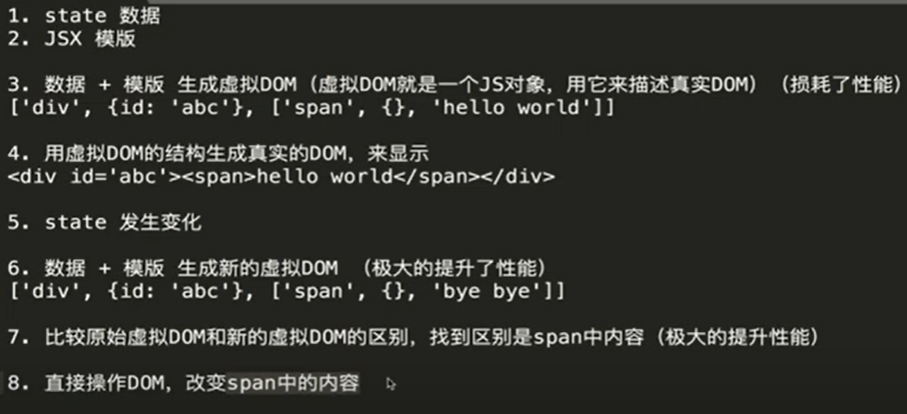 1. state 数据
2. JSX 模版
3. 数据 + 模版 生成虚拟DOM（虚拟DOM就是一个JS对象，用它来描述真实DOM）（损耗了性能）
['div', {id: 'abc'}, ['span', {}, 'hello world']]
4. 用虚拟DOM的结构生成真实的DOM，来显示
<div id='abc'><span>hello world</span></div>
5. state 发生变化
6. 数据 + 模版 生成新的虚拟DOM （极大的提升了性能）
['div', {id: 'abc'}, ['span', {}, 'bye bye']]
7. 比较原始虚拟DOM和新的虚拟DOM的区别，找到区别是span中内容（极大的提升性能）
8. 直接操作DOM，改变span中的内容